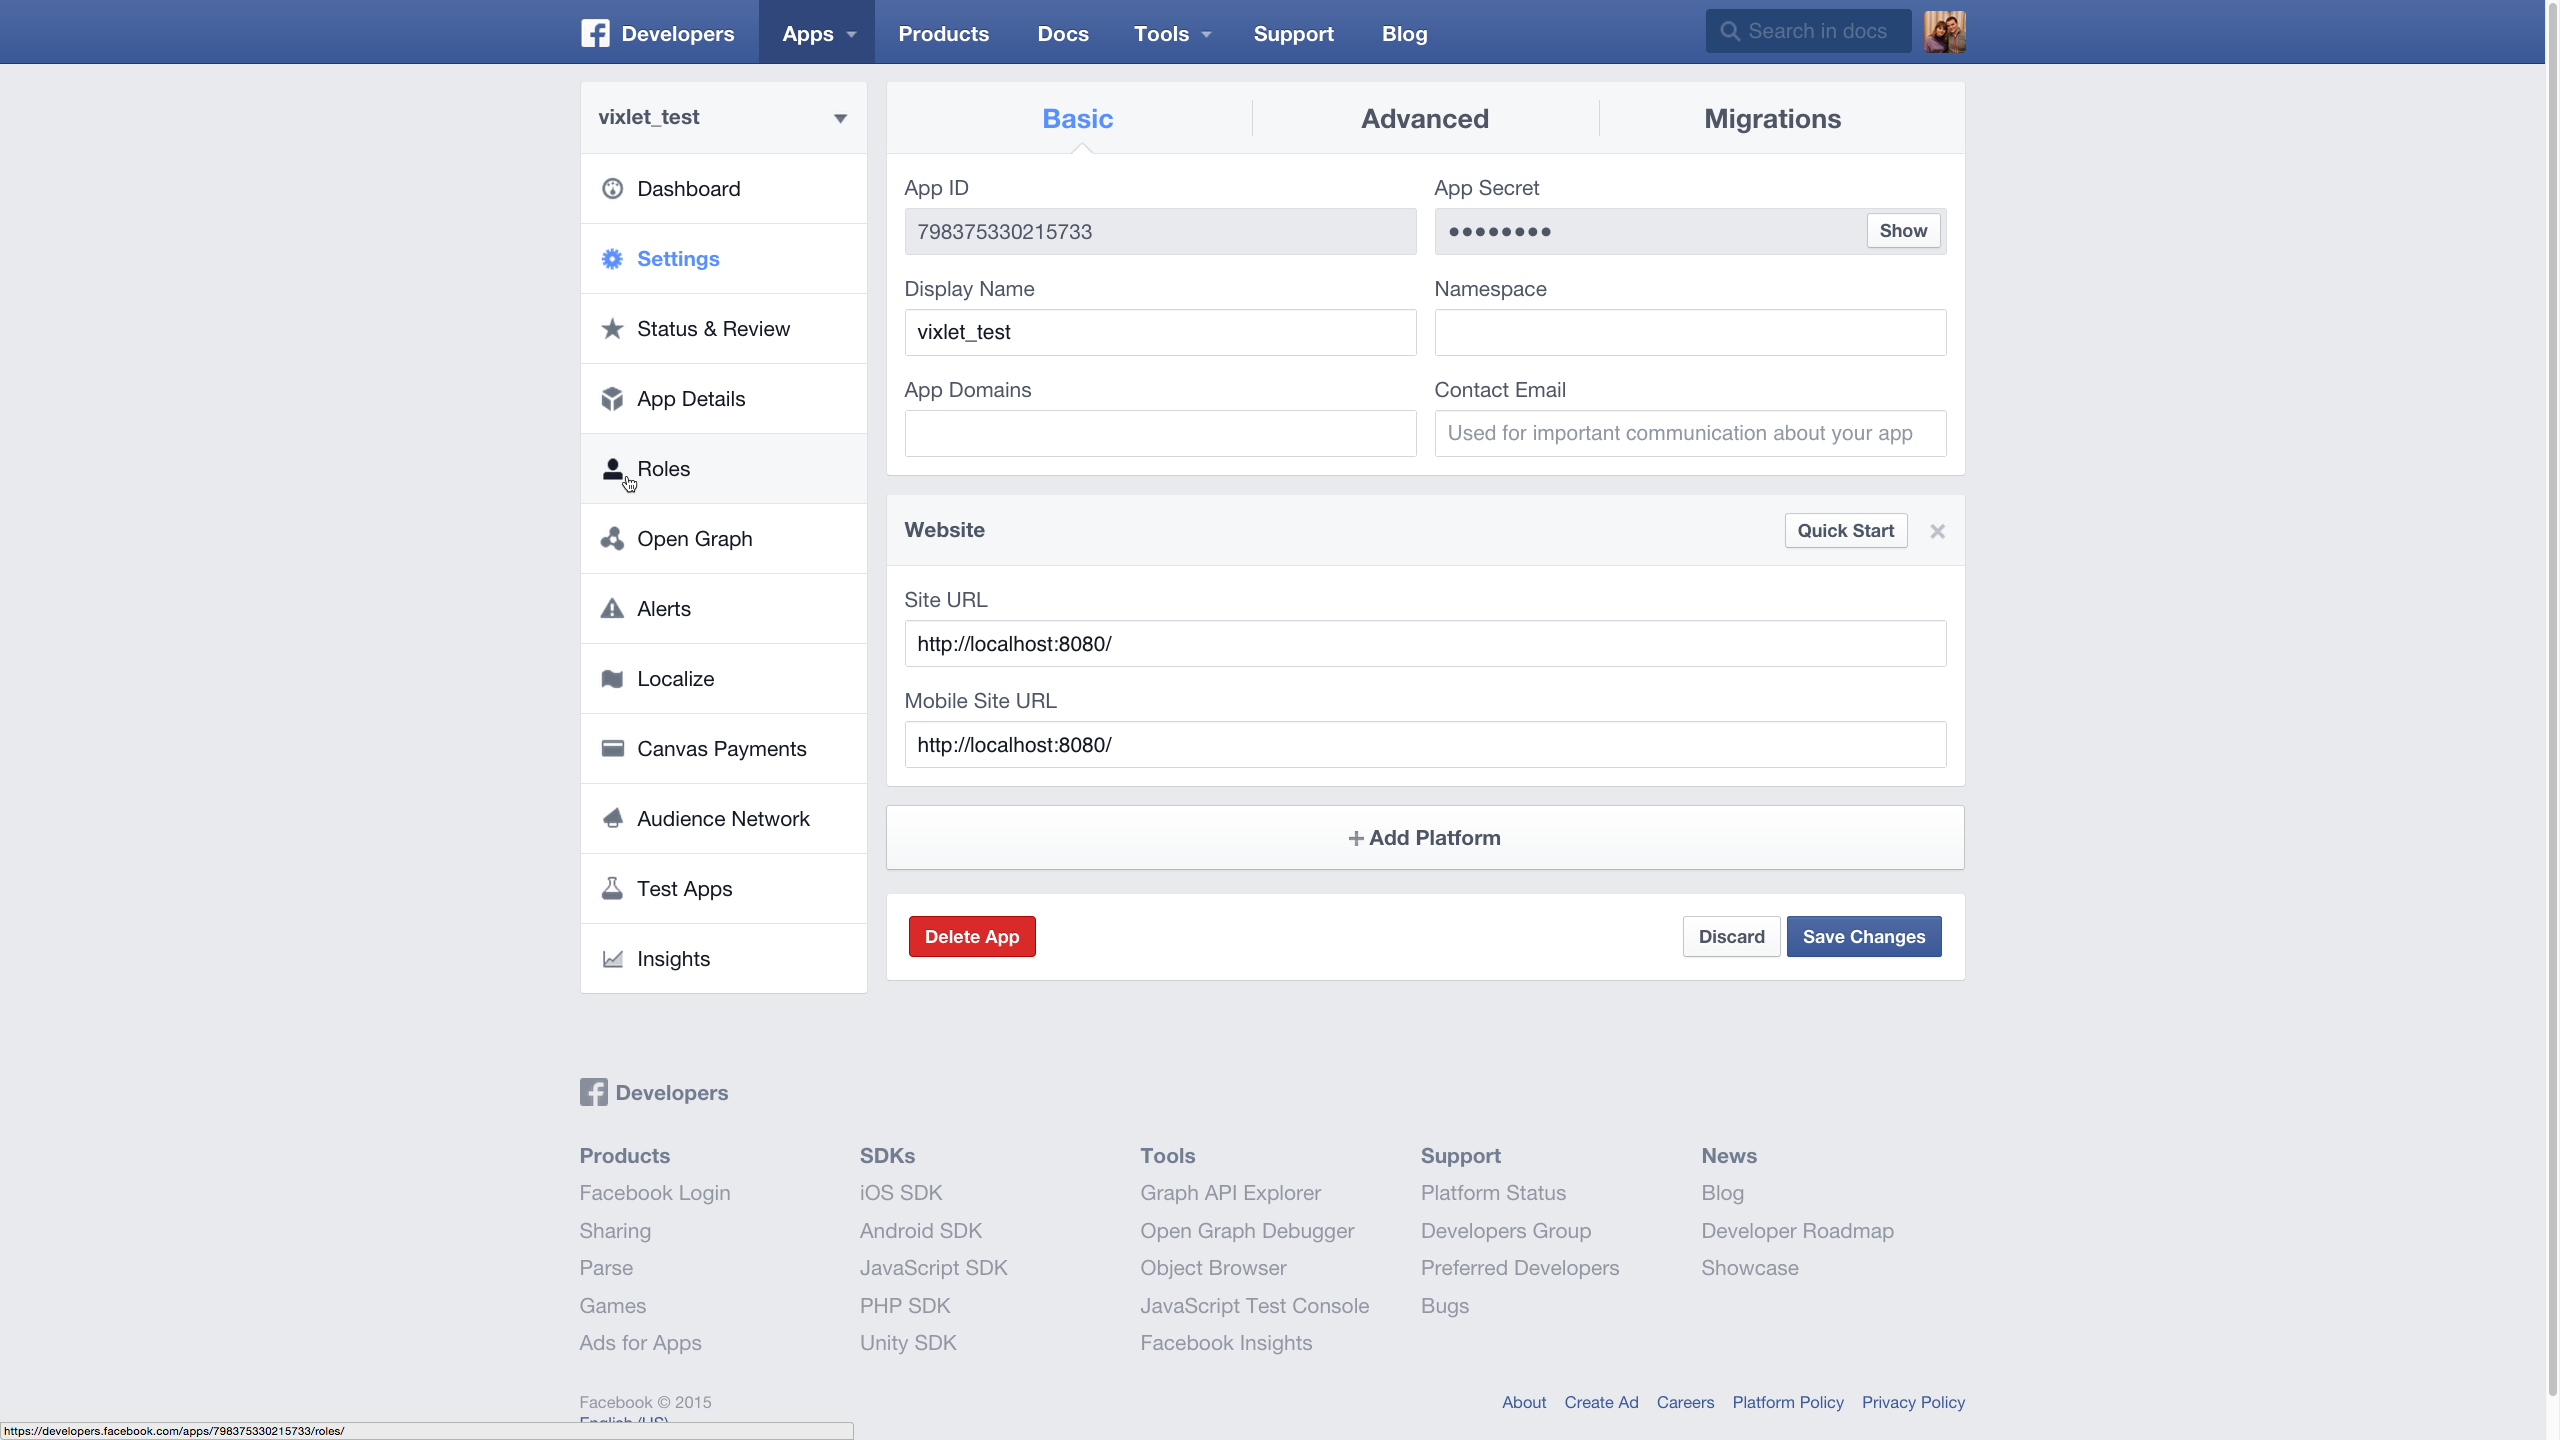 Developers Apps Products Docs Tools Support Blog Search in docs
vixlet_test
Dashboard
Settings
Status & Review
App Details
Roles
Open Graph
Alerts
Localize
Canvas Payments
Audience Network
Test Apps
Insights
Basic Advanced Migrations
App ID App Secret
798375330215733 •••••••• Show
Display Name Namespace
vixlet_test
App Domains Contact Email
Used for important communication about your app
Website Quick Start
Site URL
http://localhost:8080/
Mobile Site URL
http://localhost:8080/
+ Add Platform
Delete App Discard Save Changes
Developers
Products SDKs Tools Support News
Facebook Login iOS SDK Graph API Explorer Platform Status Blog
Sharing Android SDK Open Graph Debugger Developers Group Developer Roadmap
Parse JavaScript SDK Object Browser Preferred Developers Showcase
Games PHP SDK JavaScript Test Console Bugs
Ads for Apps Unity SDK Facebook Insights
Facebook © 2015 About Create Ad Careers Platform Policy Privacy Policy
English (US)
https://developers.facebook.com/apps/798375330215733/roles/